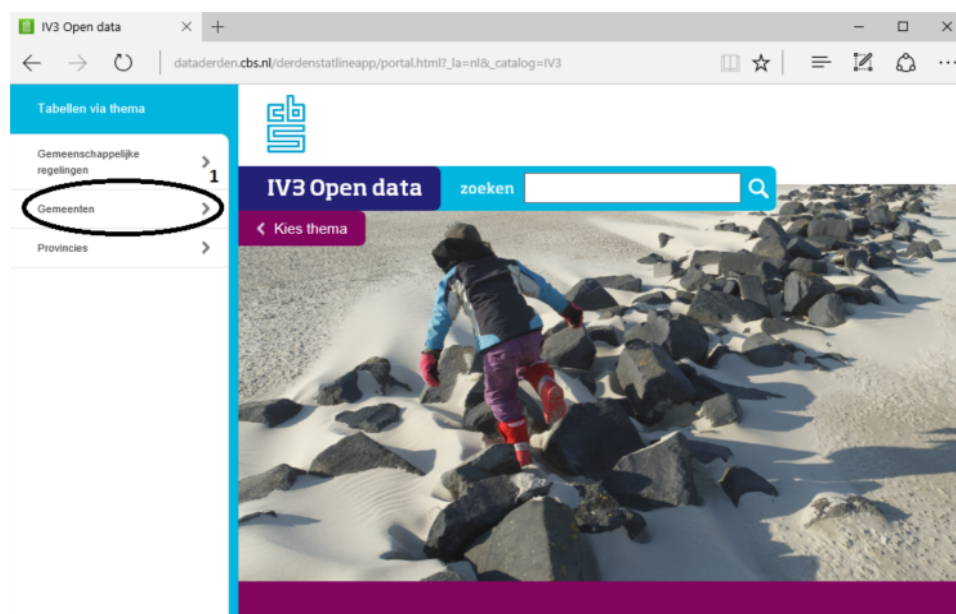 IV3 Open data
dataderden.cbs.nl/derdenstatlineapp/portal.html?_la=nl&_catalog=IV3
Tabellen via thema
Gemeenschappelijke
regelingen
1
Gemeenten
Provincies
cbs
IV3 Open data
zoeken
Kies thema